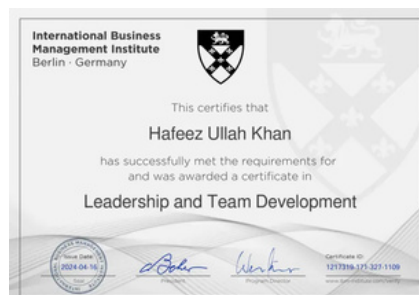 International Business
Management Institute
Berlin · Germany
This certifies that
Hafeez Ullah Khan
has successfully met the requirements for
and was awarded a certificate in
Leadership and Team Development
Issue Date
2024-04-16
President
Program Director
Certificate ID:
1217319-171-327-1109